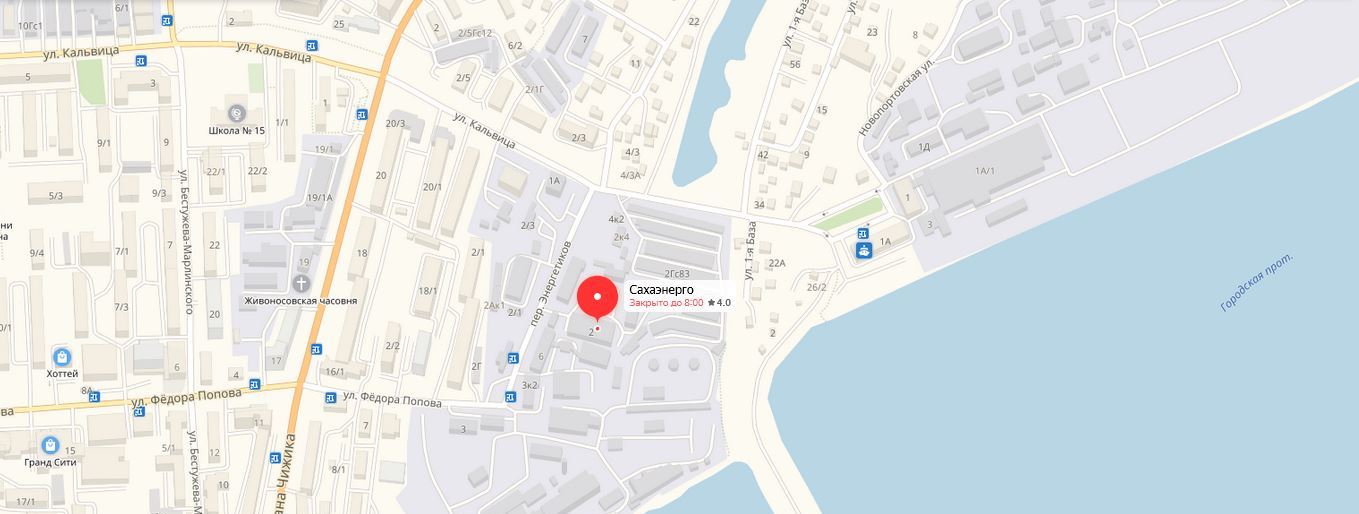 10Гс1
2
25
2
2/5Гс12
6/2
7
22
ул. 1-я База
ул.
23
8
ул. Кальвица
ул. Кальвица
5
3
2/5
11
56
Новопортовская ул.
2/1Г
1
15
Школа № 15
1/1
20/3
ул. Кальвица
2/3
9/1
9
19/1
4/3
42
9
1Д
5/3
9/3
22/1
22/2
20
20/1
1А
4/3А
1А/1
ул. Бестужева-Марлинского
19/1А
34
1
4к2
2/3
3
9/4
7/1
22
18
2/1
2к4
ул. 1-я База
1А
19
пер. Энергетиков
2Гс83
22А
Городская прот.
18/1
26/2
Живоносовская часовня
Сахаэнерго
Закрыто до 8:00 ★ 4.0
7/3
20
2Ак1
2/1
2
2
Хоттей
6
17
2/2
6
4
16/1
2Г
8А
ул. Фёдора Попова
ул. Фёдора Попова
3к2
ова
11
7
3
ул. Бестужева-М
ана Чижика
15
5/1
Гранд Сити
8/1
10
17/1